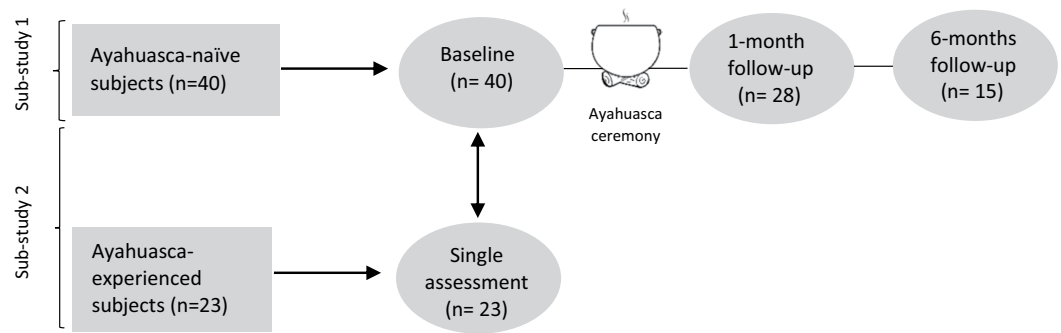 Sub-study 1
Ayahuasca-naïve
subjects (n=40)
Baseline
(n= 40)
Ayahuasca
ceremony
1-month
follow-up
(n= 28)
6-months
follow-up
(n= 15)
Sub-study 2
Ayahuasca-
experienced
subjects (n=23)
Single
assessment
(n= 23)